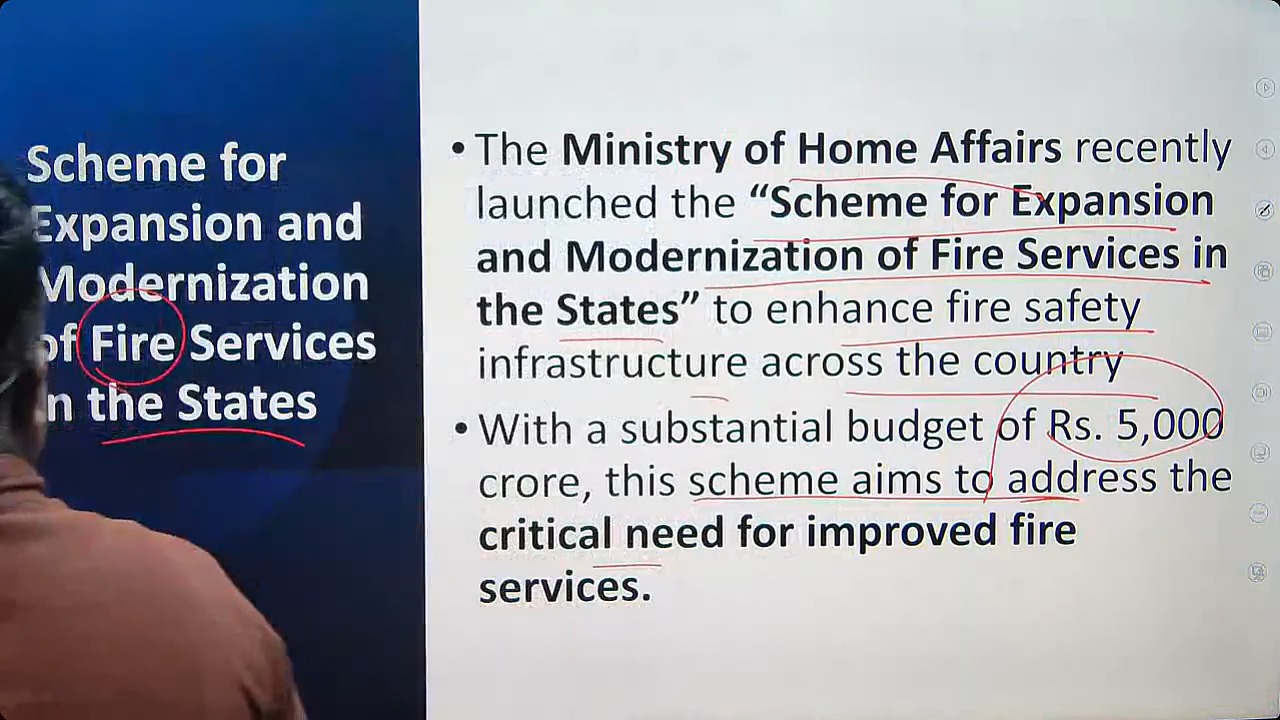 Scheme for
Expansion and
Modernization
of Fire Services
in the States
• The Ministry of Home Affairs recently
launched the “Scheme for Expansion
and Modernization of Fire Services in
the States” to enhance fire safety
infrastructure across the country
• With a substantial budget of Rs. 5,000
crore, this scheme aims to address the
critical need for improved fire
services.